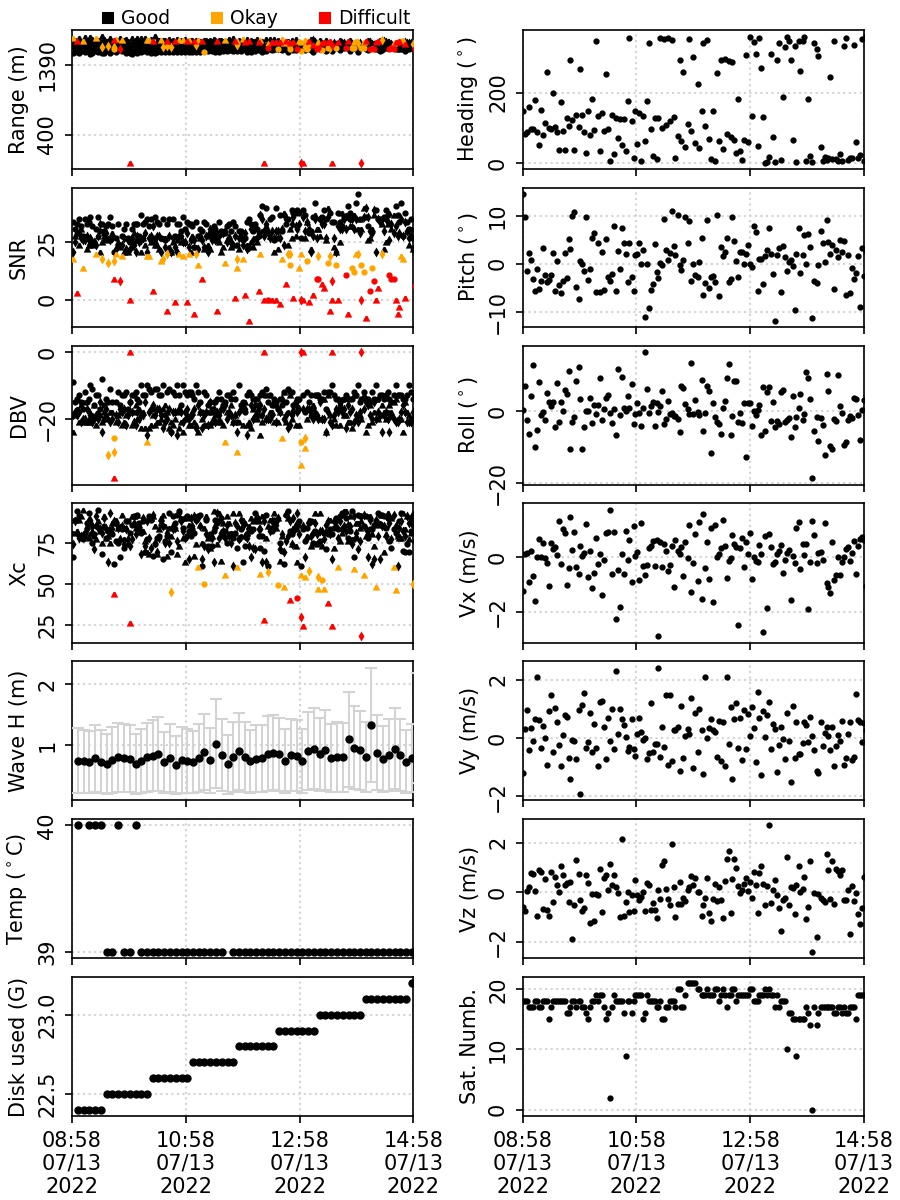 Good Okay Difficult
Range (m)
1390
400
Heading (°)
200
0
SNR
25
0
Pitch (°)
10
0
−10
DBV
0
−20
Roll (°)
0
−20
Xc
75
50
25
Vx (m/s)
0
−2
Wave H (m)
2
1
Vy (m/s)
2
0
−2
Temp (°C)
40
39
Vz (m/s)
2
0
−2
Disk used (G)
23.0
22.5
Sat. Numb.
20
10
0
08:58 10:58 12:58 14:58
07/13 07/13 07/13 07/13
2022 2022 2022 2022
08:58 10:58 12:58 14:58
07/13 07/13 07/13 07/13
2022 2022 2022 2022